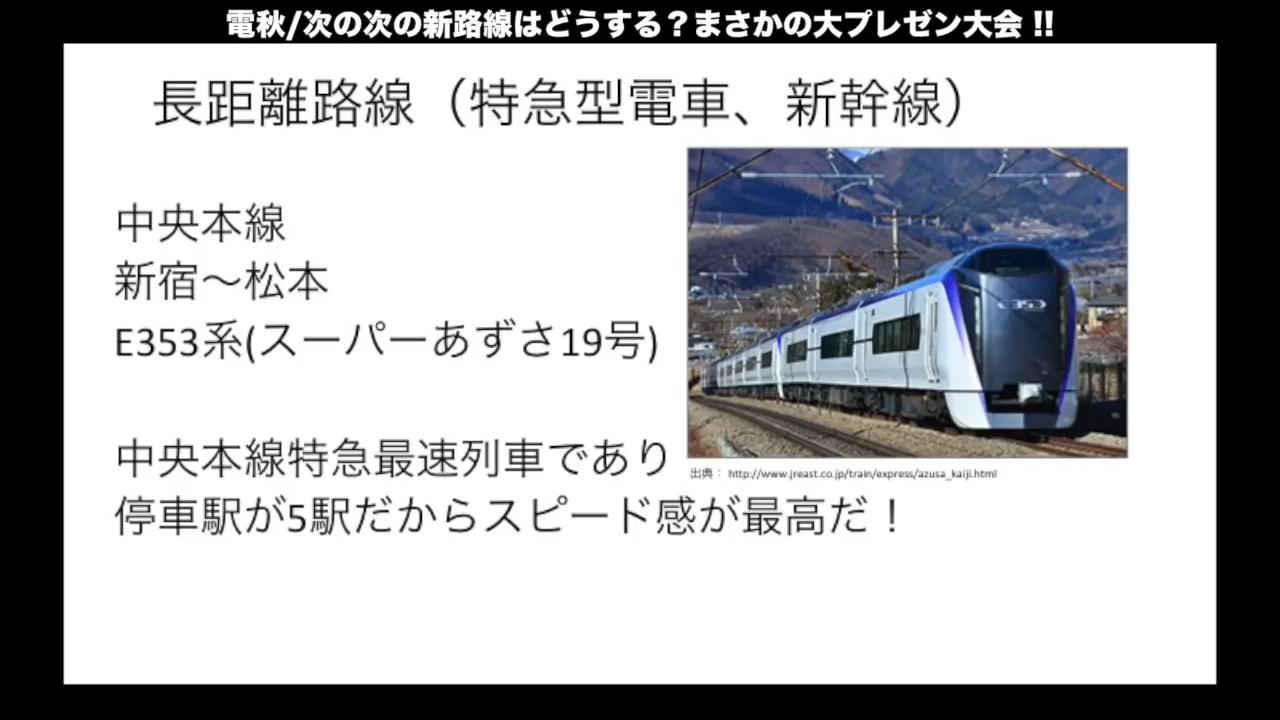 電秋/次の次の新路線はどうする？まさかの大プレゼン大会 !!
長距離路線（特急型電車、新幹線）
中央本線
新宿～松本
E353系(スーパーあずさ19号)
E353
中央本線特急最速列車であり
出典： http://www.jreast.co.jp/train/express/azusa_kaiji.html
停車駅が5駅だからスピード感が最高だ！